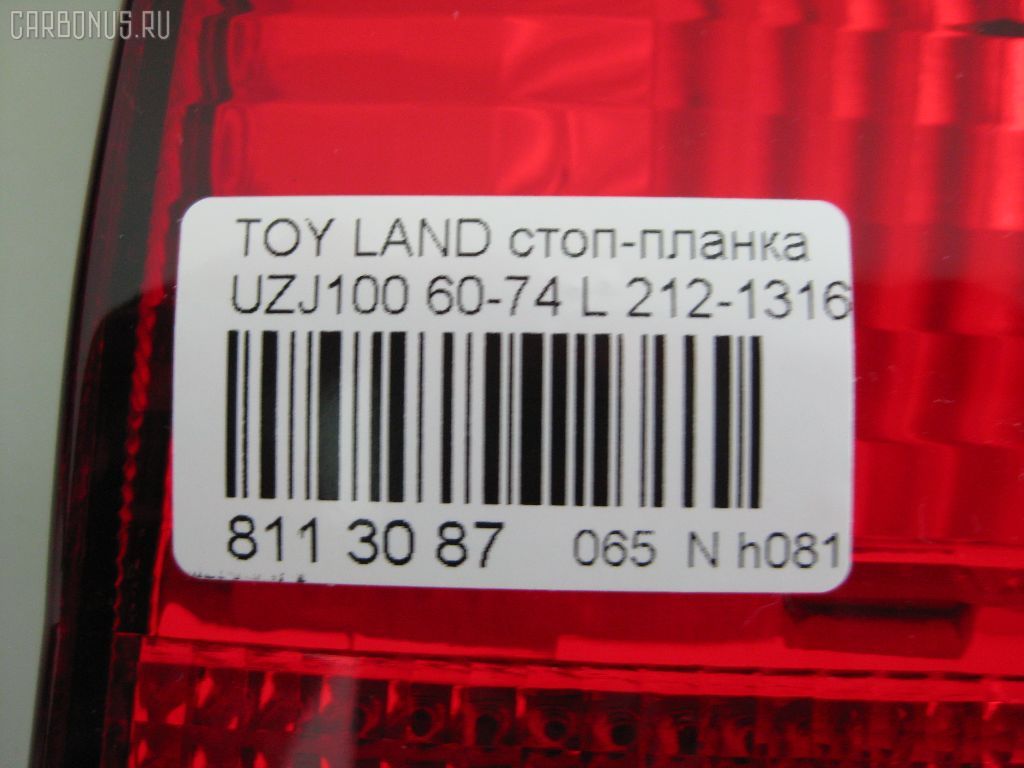 CARBONUS.RU
TOY LAND стоп-планка
UZJ100 60-74 L 212-1316
811 30 87 065 N h081